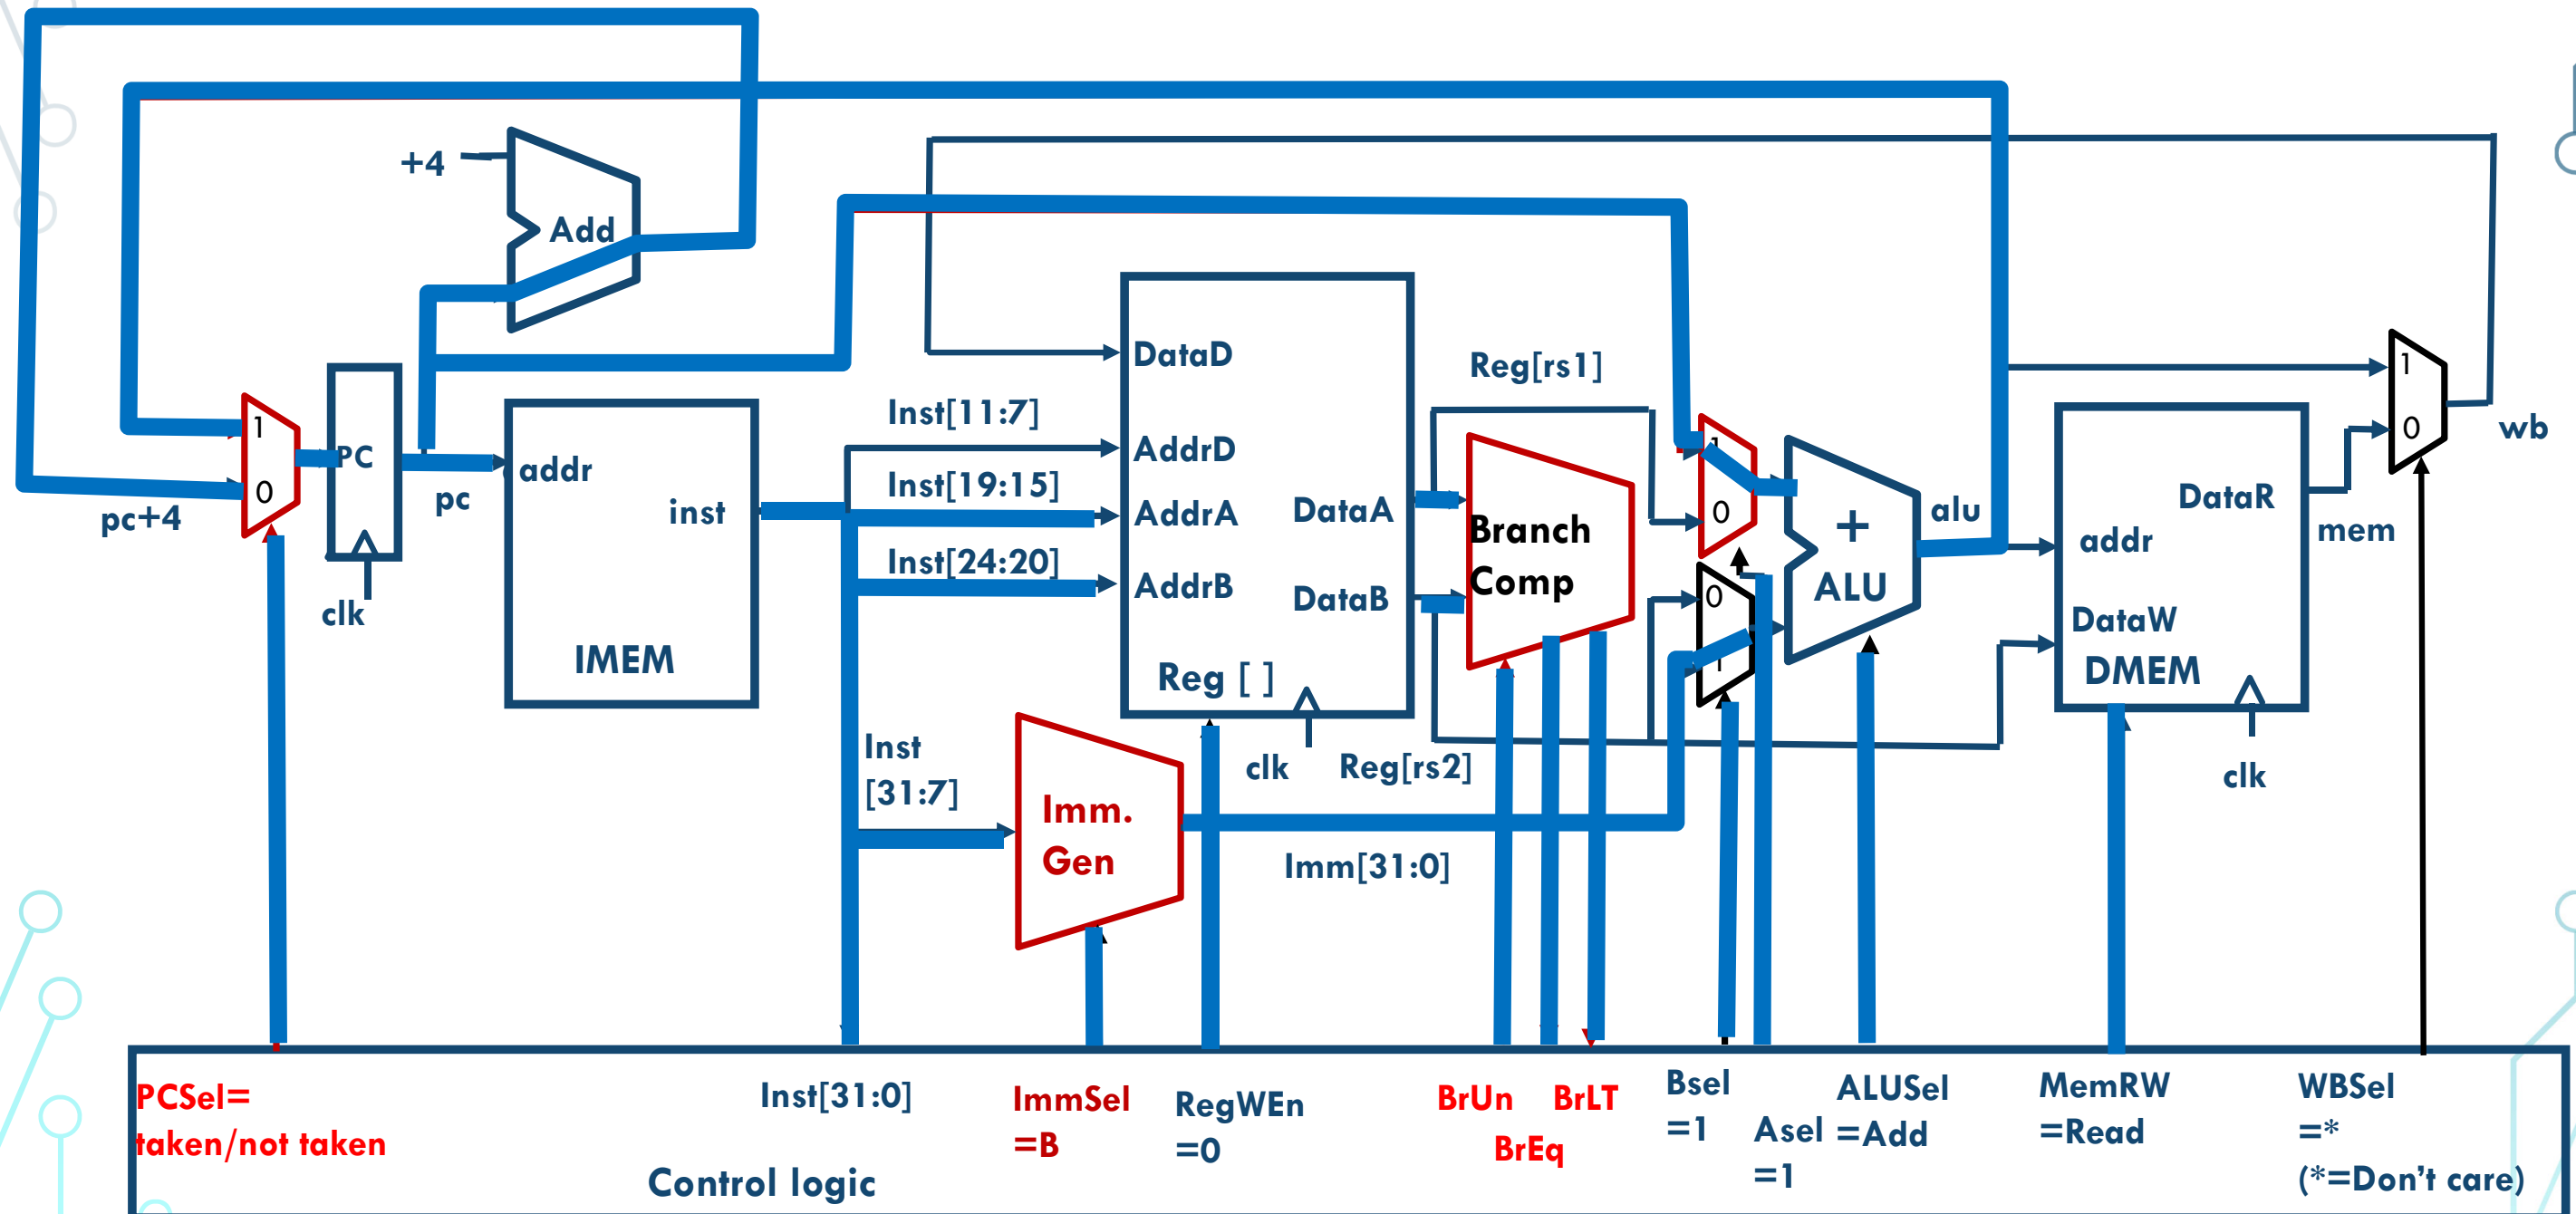 +4
Add
DataD
Reg[rs1]
1
Inst[11:7]
1
PC
addr
AddrD
1
0
wb
0
pc+4
pc
inst
Inst[19:15]
AddrA
DataA
Branch
Comp
0
+
ALU
alu
DataR
mem
addr
clk
Inst[24:20]
AddrB
DataB
0
1
DataW
DMEM
IMEM
Reg [ ]
clk
Reg[rs2]
clk
Inst
[31:7]
Imm.
Gen
Imm[31:0]
PCSel=
taken/not taken
Inst[31:0]
ImmSel
=B
RegWEn
=0
BrUn
BrLT
BrEq
Bsel
=1
Asel
=1
ALUSel
=Add
MemRW
=Read
WBSel
=*
(*=Don't care)
Control logic